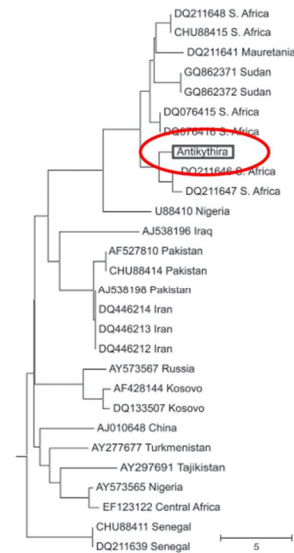 DQ211648 S. Africa
CHU88415 S. Africa
DQ211641 Mauretania
GQ862371 Sudan
GQ862372 Sudan
DQ076415 S. Africa
DQ076416 S. Africa
Antikythira
DQ211646 S. Africa
DQ211647 S. Africa
U88410 Nigeria
AJ538196 Iraq
AF527810 Pakistan
CHU88414 Pakistan
AJ538198 Pakistan
DQ446214 Iran
DQ446213 Iran
DQ446212 Iran
AY573567 Russia
AF428144 Kosovo
DQ133507 Kosovo
AJ010648 China
AY277677 Turkmenistan
AY297691 Tajikistan
AY573565 Nigeria
EF123122 Central Africa
CHU88411 Senegal
DQ211639 Senegal
5